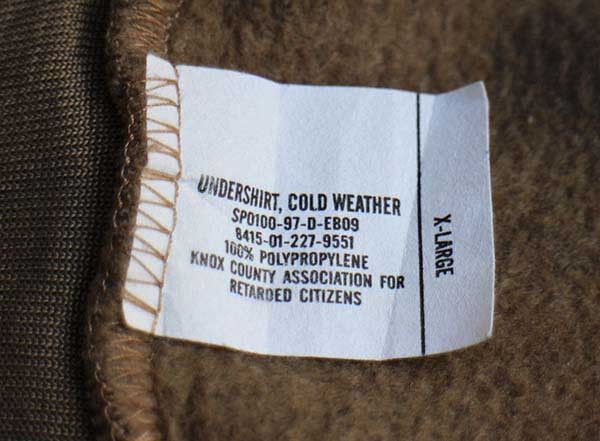 UNDERSHIRT, COLD WEATHER
SP0100-97-D-EB09
8415-01-227-9551
100% POLYPROPYLENE
KNOX COUNTY ASSOCIATION FOR
RETARDED CITIZENS
X-LARGE